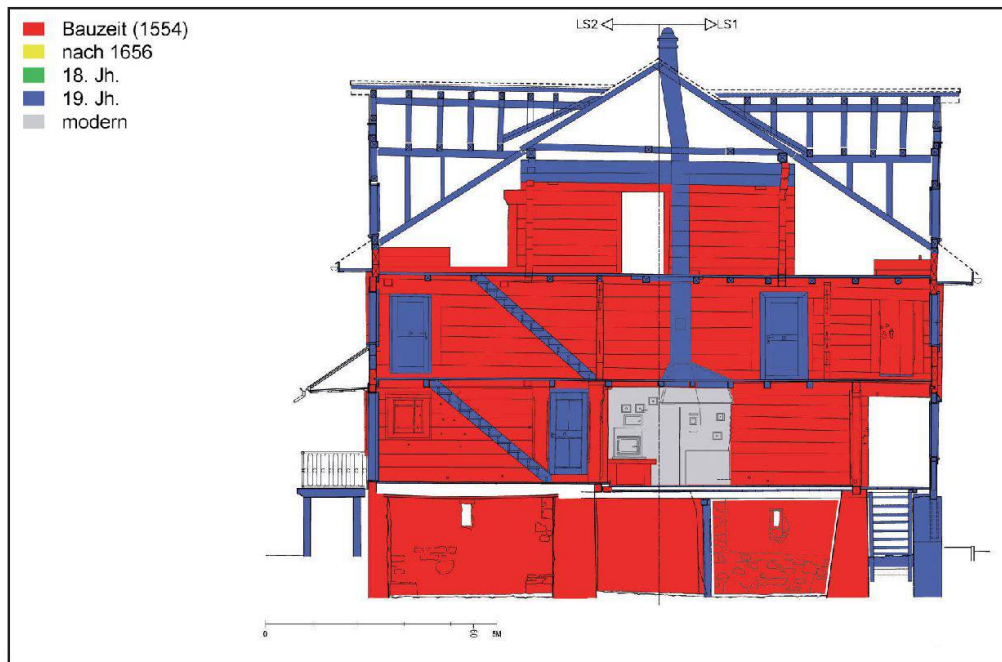 Bauzeit (1554)
nach 1656
18. Jh.
19. Jh.
modern
LS2 LS1
0 5M